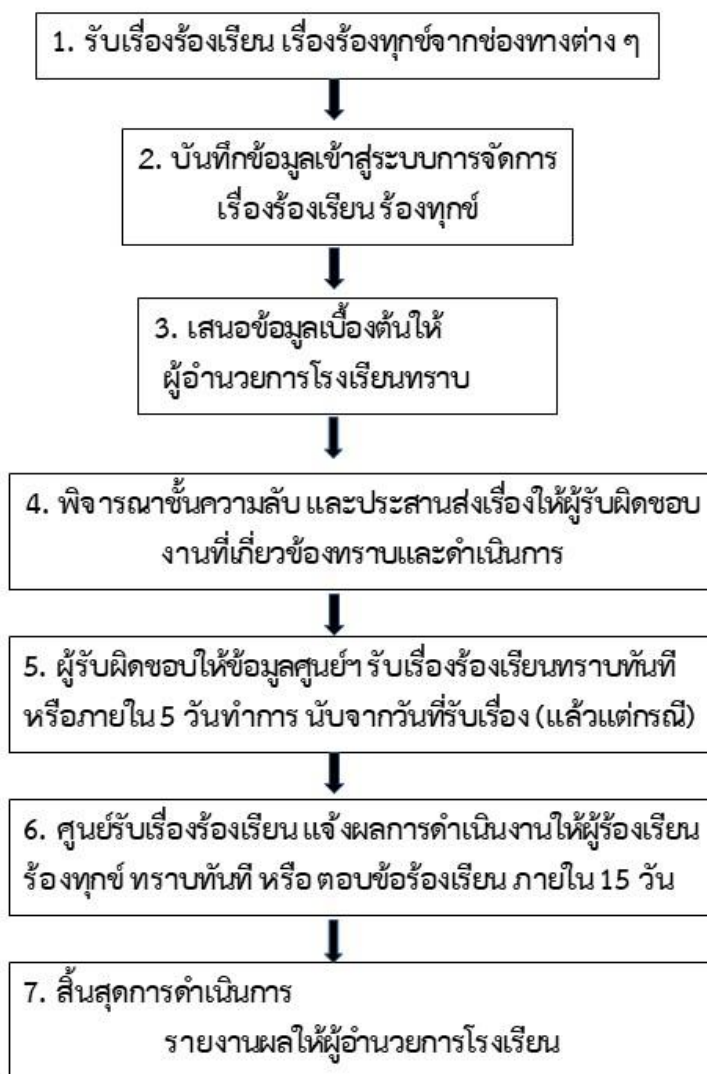 1. รับเรื่องร้องเรียน เรื่องร้องทุกข์จากช่องทางต่าง ๆ
2. บันทึกข้อมูลเข้าสู่ระบบการจัดการ
เรื่องร้องเรียน ร้องทุกข์
3. เสนอข้อมูลเบื้องต้นให้
ผู้อำนวยการโรงเรียนทราบ
4. พิจารณาชั้นความลับ และประสานส่งเรื่องให้ผู้รับผิดชอบ
งานที่เกี่ยวข้องทราบและดำเนินการ
5. ผู้รับผิดชอบให้ข้อมูลศูนย์ฯ รับเรื่องร้องเรียนทราบทันที
หรือภายใน 5 วันทำการ นับจากวันที่รับเรื่อง (แล้วแต่กรณี)
6. ศูนย์รับเรื่องร้องเรียน แจ้งผลการดำเนินงานให้ผู้ร้องเรียน
ร้องทุกข์ ทราบทันที หรือ ตอบข้อร้องเรียน ภายใน 15 วัน
7. สิ้นสุดการดำเนินการ
รายงานผลให้ผู้อำนวยการโรงเรียน